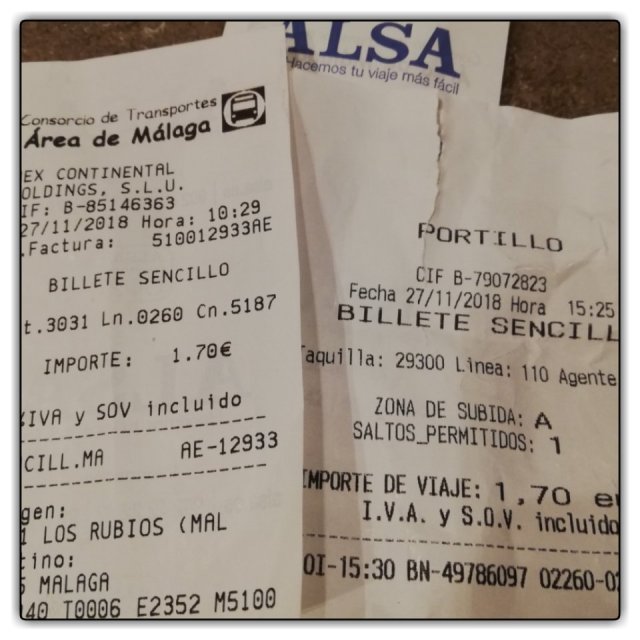 Consorcio de Transportes
Área de Málaga
EX CONTINENTAL
OLDINGS, S.L.U.
IF: B-85146363
27/11/2018 Hora: 10:29
.Factura: 510012933AE
BILLETE SENCILLO
t.3031 Ln.0260 Cn.5187
IMPORTE: 1.70€
%IVA y SOV incluido
CILL.MA AE-12933
gen:
1 LOS RUBIOS (MAL
tino:
5 MALAGA
40 T0006 E2352 M5100
ALSA
Hacemos tu viaje más fácil
PORTILLO
CIF B-79072823
Fecha 27/11/2018 Hora 15:25
BILLETE SENCILL
aquilla: 29300 Linea: 110 Agente
ZONA DE SUBIDA: A
SALTOS_PERMITIDOS: 1
IMPORTE DE VIAJE: 1,70 e
I.V.A. y S.O.V. incluido
OI-15:30 BN-49786097 02260-0